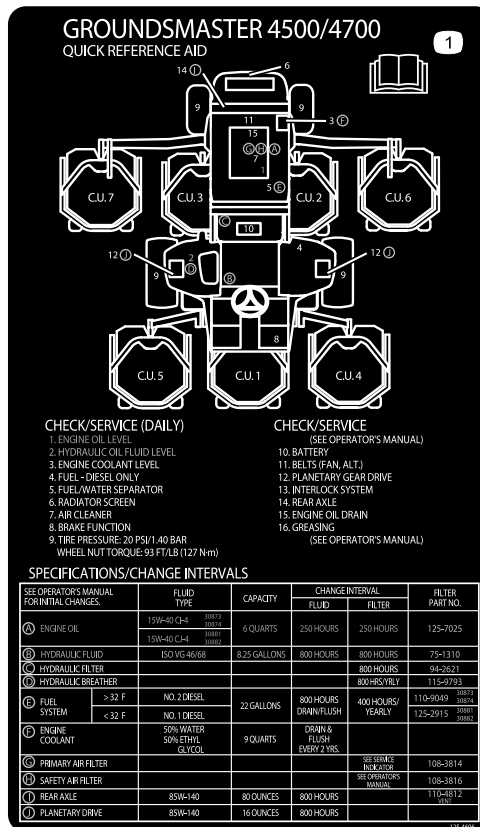 GROUNDSMASTER 4500/4700
QUICK REFERENCE AID
1
14 I
6
9
9
3 F
11
15
G H A
7
1
5 E
C.U. 7
C.U. 3
C.U. 2
C.U. 6
C
10
12 J
2
D
B
4
12 J
9
9
8
C.U. 5
C.U. 1
C.U. 4
CHECK/SERVICE (DAILY)
1. ENGINE OIL LEVEL
2. HYDRAULIC OIL FLUID LEVEL
3. ENGINE COOLANT LEVEL
4. FUEL - DIESEL ONLY
5. FUEL/WATER SEPARATOR
6. RADIATOR SCREEN
7. AIR CLEANER
8. BRAKE FUNCTION
9. TIRE PRESSURE: 20 PSI/1.40 BAR
WHEEL NUT TORQUE: 93 FT/LB (127 N·m)
CHECK/SERVICE
(SEE OPERATOR'S MANUAL)
10. BATTERY
11. BELTS (FAN, ALT.)
12. PLANETARY GEAR DRIVE
13. INTERLOCK SYSTEM
14. REAR AXLE
15. ENGINE OIL DRAIN
16. GREASING
(SEE OPERATOR'S MANUAL)
SPECIFICATIONS/CHANGE INTERVALS
SEE OPERATOR'S MANUAL FOR INITIAL CHANGES. FLUID TYPE CAPACITY CHANGE INTERVAL FLUID FILTER FILTER PART NO.
A ENGINE OIL 15W-40 CI-4 30873 30874 15W-40 CJ-4 30881 30882 6 QUARTS 250 HOURS 250 HOURS 125-7025
B HYDRAULIC FLUID ISO VG 46/68 8.25 GALLONS 800 HOURS 800 HOURS 75-1310
C HYDRAULIC FILTER 800 HOURS 94-2621
D HYDRAULIC BREATHER 800 HRS/YRLY 115-9793
E FUEL SYSTEM > 32 F NO. 2 DIESEL 22 GALLONS 800 HOURS DRAIN/FLUSH 400 HOURS/ YEARLY 110-9049 30873 30874
< 32 F NO. 1 DIESEL 125-2915 30881 30882
F ENGINE COOLANT 50% WATER 50% ETHYL GLYCOL 9 QUARTS DRAIN & FLUSH EVERY 2 YRS.
G PRIMARY AIR FILTER SEE SERVICE INDICATOR 108-3814
H SAFETY AIR FILTER SEE OPERATOR'S MANUAL 108-3816
I REAR AXLE 85W-140 80 OUNCES 800 HOURS 110-4812 VENT
J PLANETARY DRIVE 85W-140 16 OUNCES 800 HOURS
125-4606